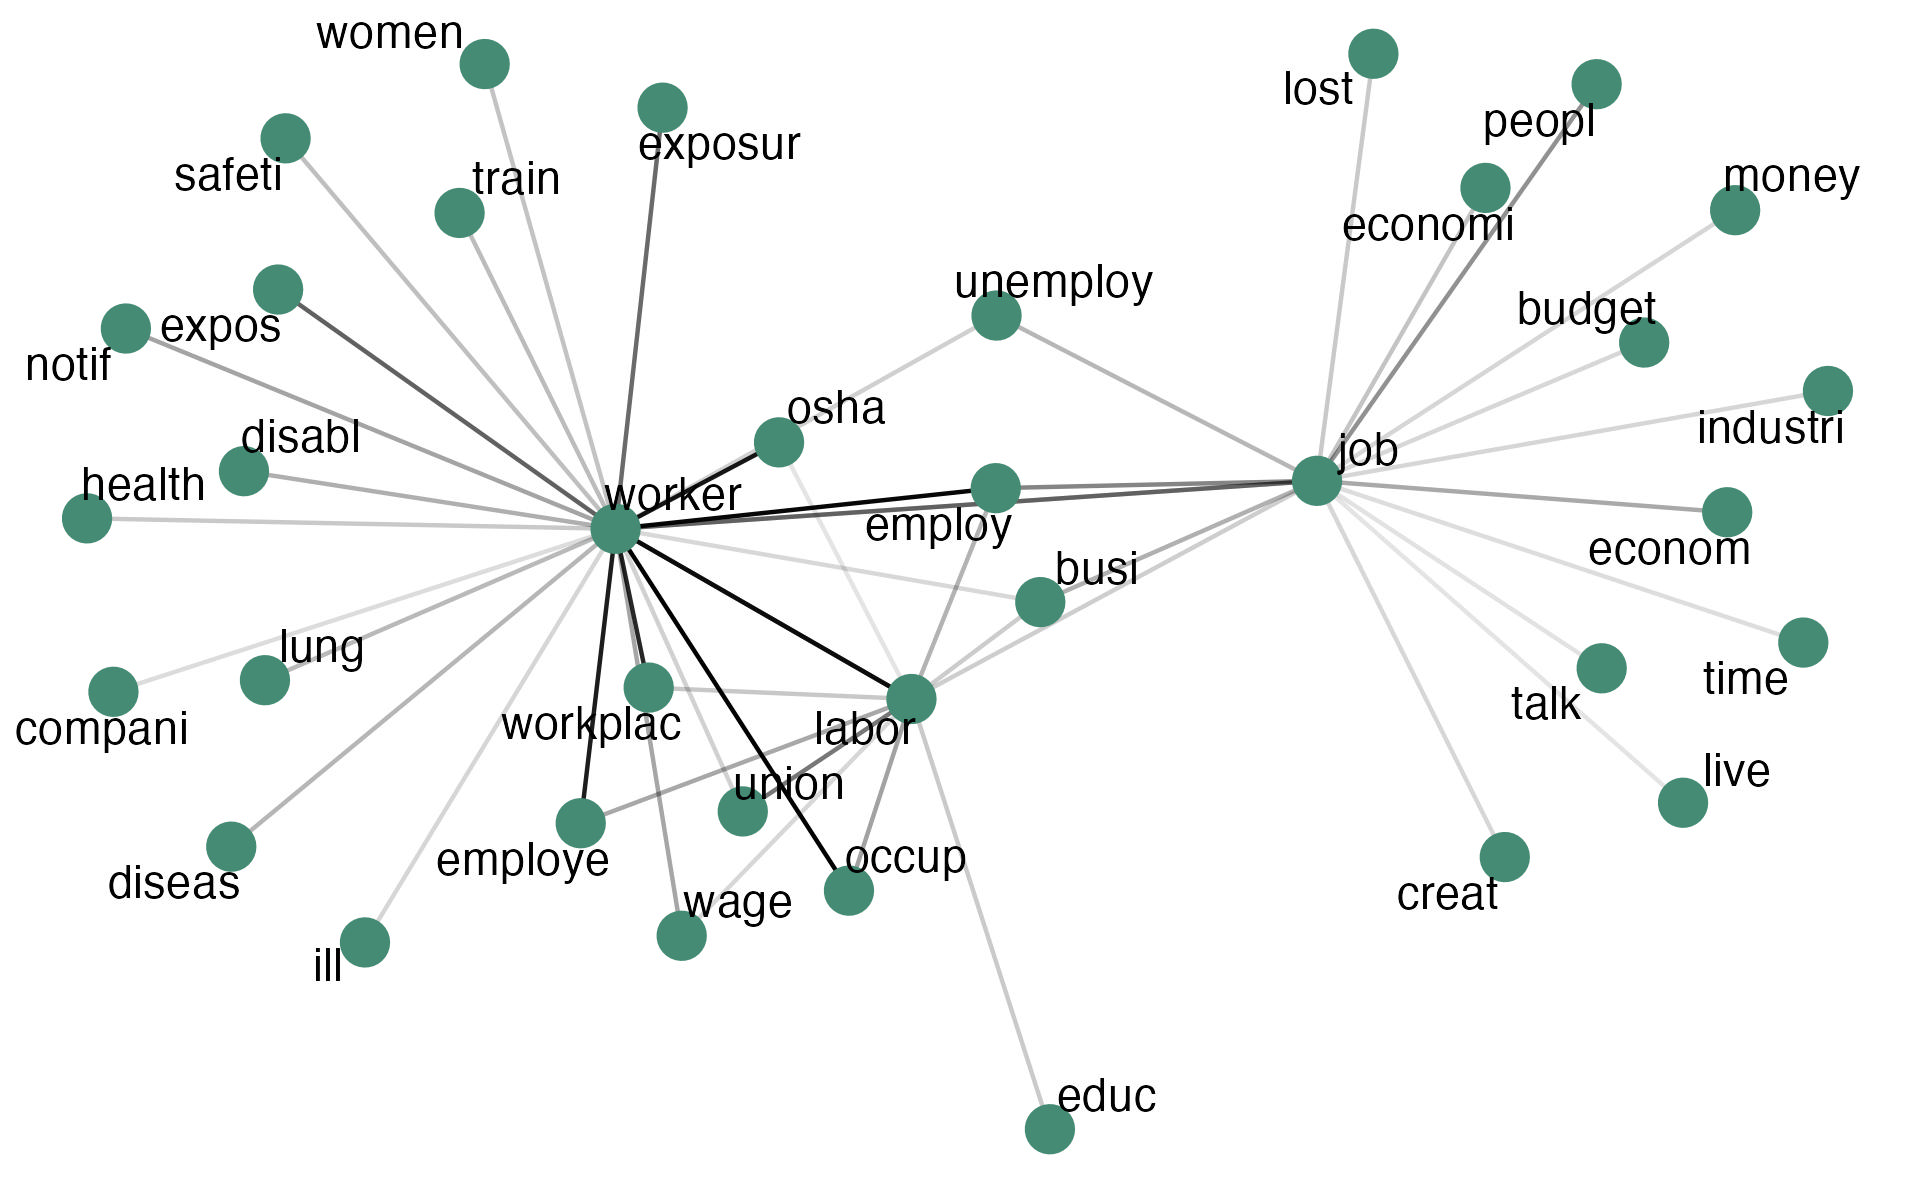 women
lost
peopl
exposur
safeti
train
money
economi
unemploy
budget
expos
notif
osha
industri
disabl
job
health
worker
employ
econom
busi
lung
compani
workplac
labor
time
talk
union
live
employe
occup
diseas
wage
creat
ill
educ